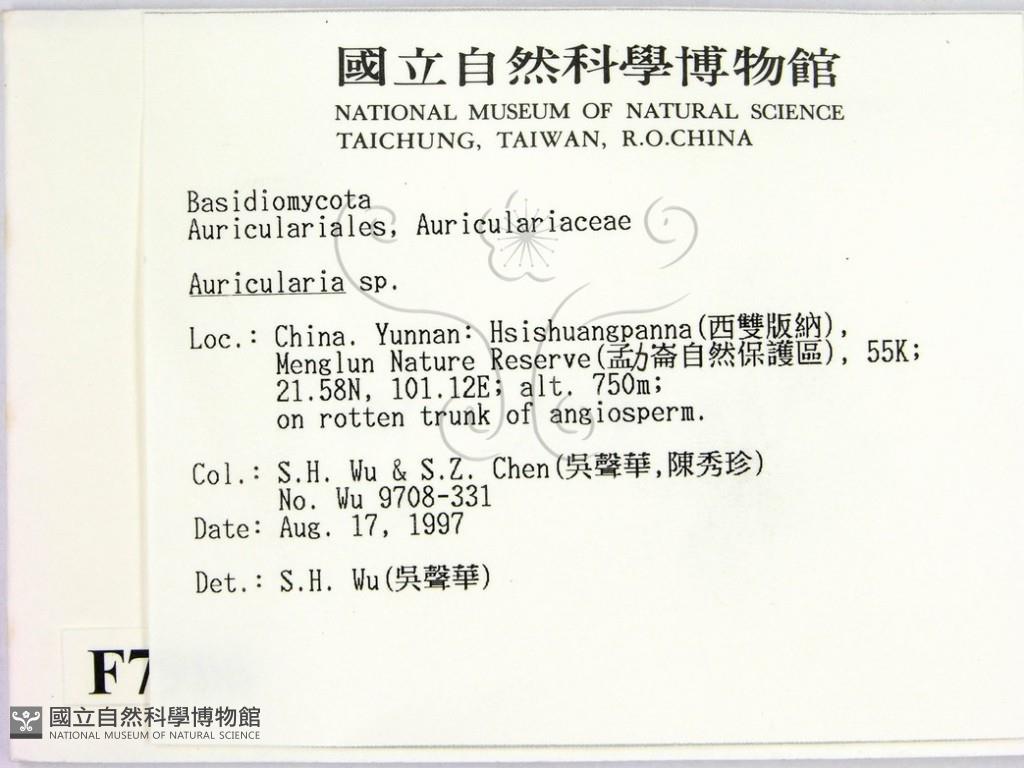 國立自然科學博物館
NATIONAL MUSEUM OF NATURAL SCIENCE
TAICHUNG, TAIWAN, R.O.CHINA
Basidiomycota
Auriculariales, Auriculariaceae
Auricularia sp.
Loc.: China. Yunnan: Hsishuangpanna(西雙版納),
Menglun Nature Reserve(孟力崙自然保護區), 55K;
21.58N, 101.12E; alt. 750m;
on rotten trunk of angiosperm.
Col.: S.H. Wu & S.Z. Chen(吳聲華,陳秀珍)
No. Wu 9708-331
Date: Aug. 17, 1997
Det.: S.H. Wu(吳聲華)
F7
國立自然科學博物館
NATIONAL MUSEUM OF NATURAL SCIENCE